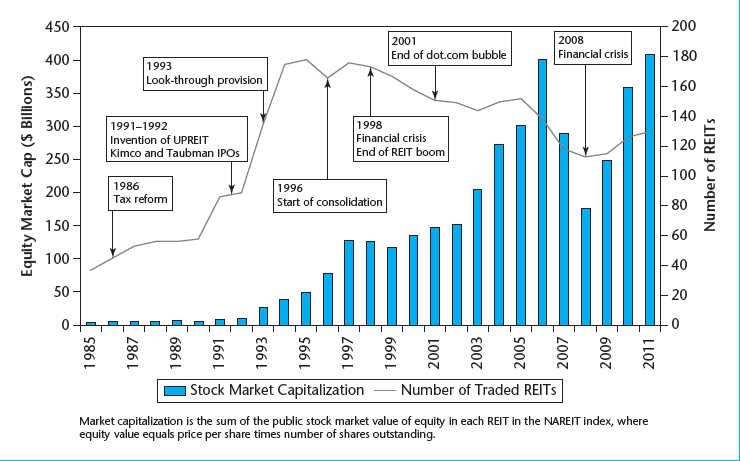 450
400
350
300
250
200
150
100
50
0
Equity Market Cap ($ Billions)
200
180
160
140
120
100
80
60
40
20
0
Number of REITs
1986
Tax reform
1991–1992
Invention of UPREIT
Kimco and Taubman IPOs
1993
Look-through provision
1996
Start of consolidation
1998
Financial crisis
End of REIT boom
2001
End of dot.com bubble
2008
Financial crisis
1985
1987
1989
1991
1993
1995
1997
1999
2001
2003
2005
2007
2009
2011
Stock Market Capitalization
Number of Traded REITs
Market capitalization is the sum of the public stock market value of equity in each REIT in the NAREIT index, where
equity value equals price per share times number of shares outstanding.